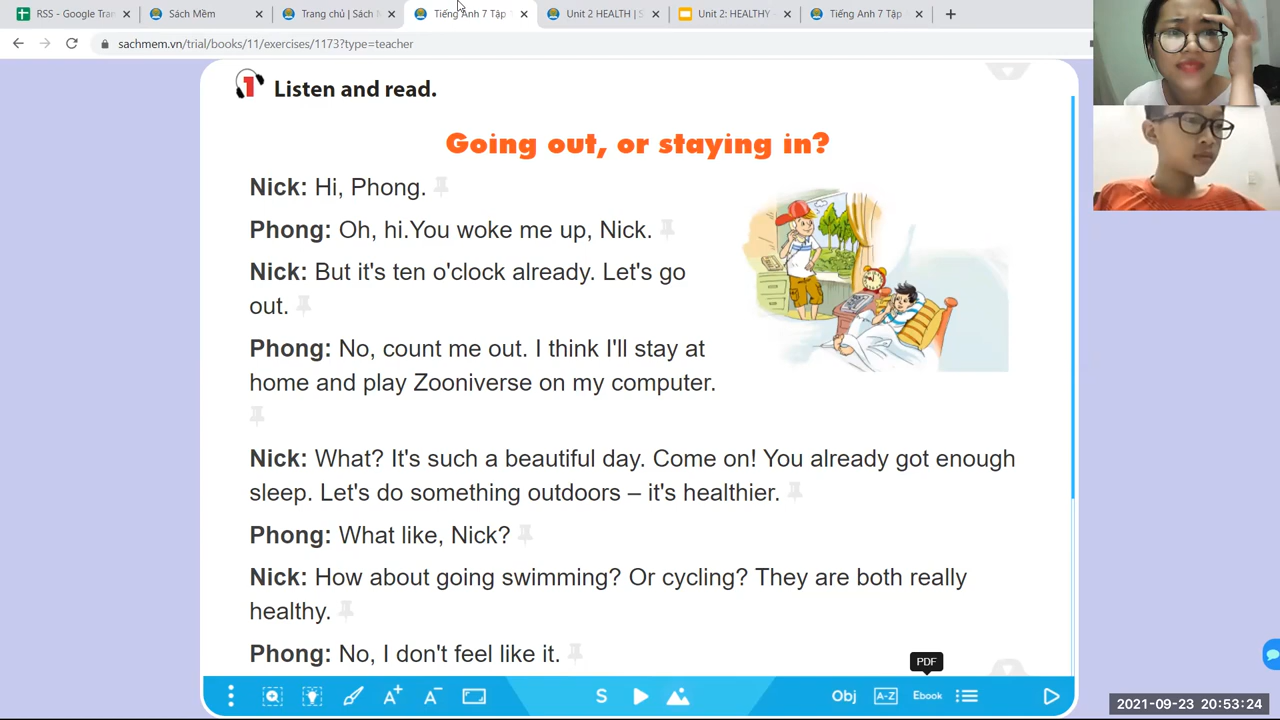 RSS - Google Tran
Sách Mềm
Trang chủ | Sách M
Tiếng Anh 7 Tập
Unit 2 HEALTH | S
Unit 2: HEALTHY
Tiếng Anh 7 Tập
sachmem.vn/trial/books/11/exercises/1173?type=teacher
1 Listen and read.
Going out, or staying in?
Nick: Hi, Phong.
Phong: Oh, hi.You woke me up, Nick.
Nick: But it's ten o'clock already. Let's go
out.
Phong: No, count me out. I think I'll stay at
home and play Zooniverse on my computer.
Nick: What? It's such a beautiful day. Come on! You already got enough
sleep. Let's do something outdoors – it's healthier.
Phong: What like, Nick?
Nick: How about going swimming? Or cycling? They are both really
healthy.
Phong: No, I don't feel like it.
PDF
A+ A- S Obj A-Z Ebook
2021-09-23 20:53:24